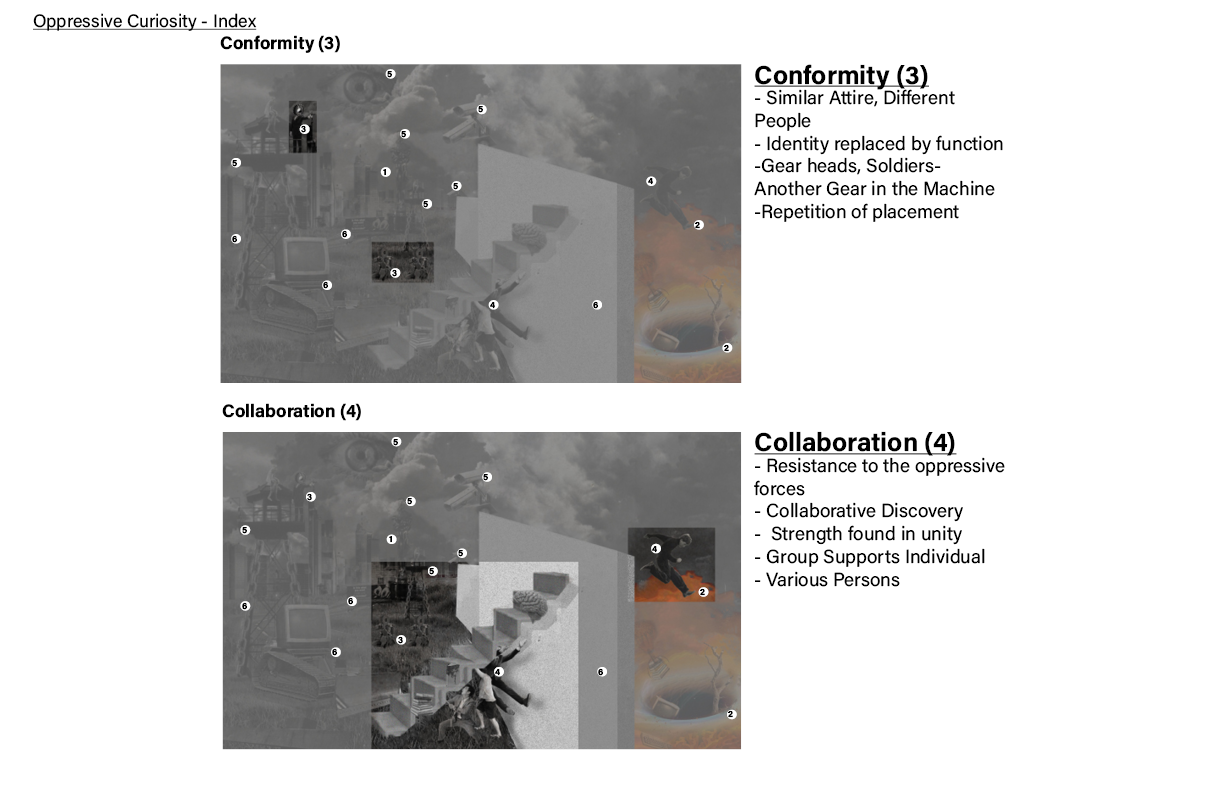 Oppressive Curiosity - Index
Conformity (3)
5
5
3
5
5
1
5
4
5
2
6
6
3
6
4
6
2
Conformity (3)
- Similar Attire, Different
People
- Identity replaced by function
-Gear heads, Soldiers-
Another Gear in the Machine
-Repetition of placement
Collaboration (4)
5
5
3
5
5
1
4
5
5
2
6
6
3
6
4
6
2
Collaboration (4)
- Resistance to the oppressive
forces
- Collaborative Discovery
-  Strength found in unity
- Group Supports Individual
- Various Persons